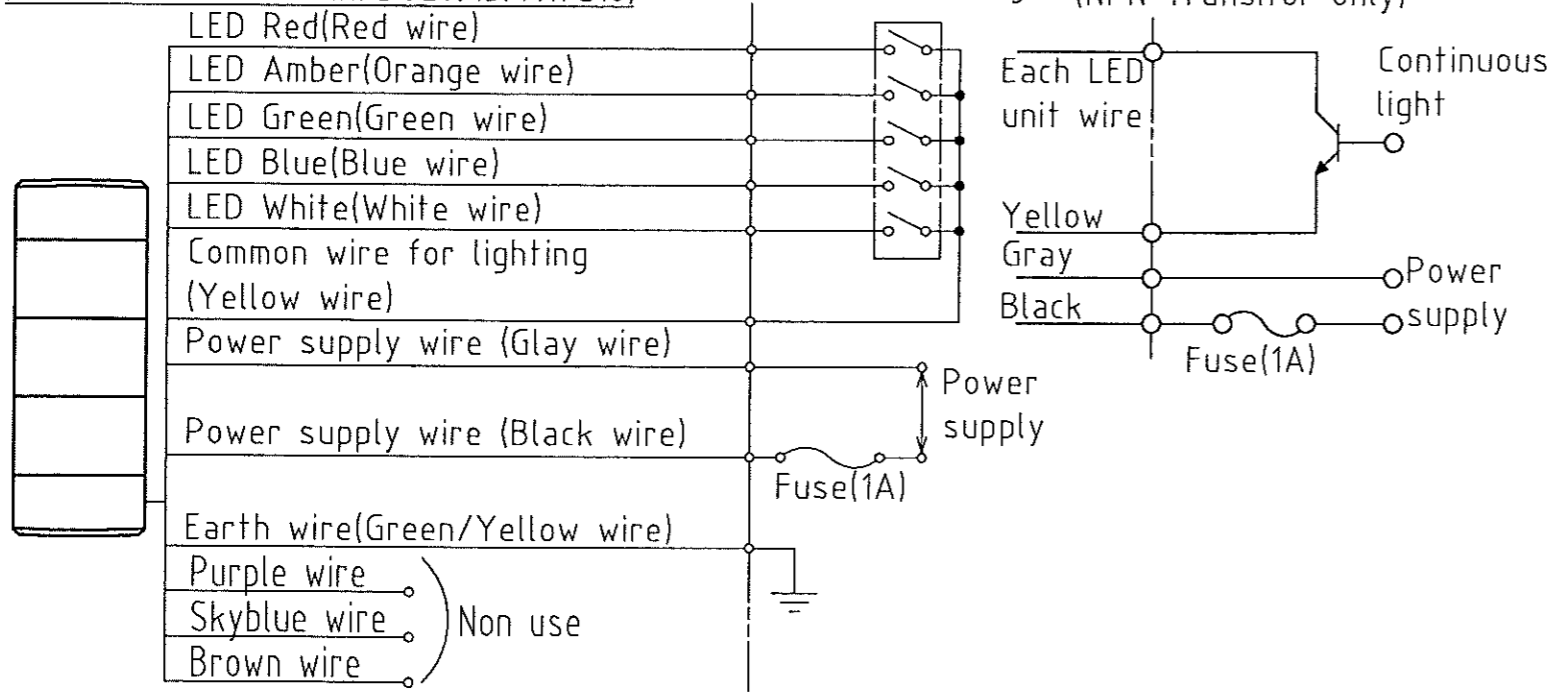 (NPN Transitror only)
LED Red(Red wire)
LED Amber(Orange wire)
LED Green(Green wire)
LED Blue(Blue wire)
LED White(White wire)
Common wire for lighting
(Yellow wire)
Power supply wire (Glay wire)
Power supply wire (Black wire)
Power
supply
Fuse(1A)
Earth wire(Green/Yellow wire)
Purple wire
Skyblue wire
Brown wire
Non use
Each LED
unit wire
Continuous
light
Yellow
Gray
Black
Power
supply
Fuse(1A)